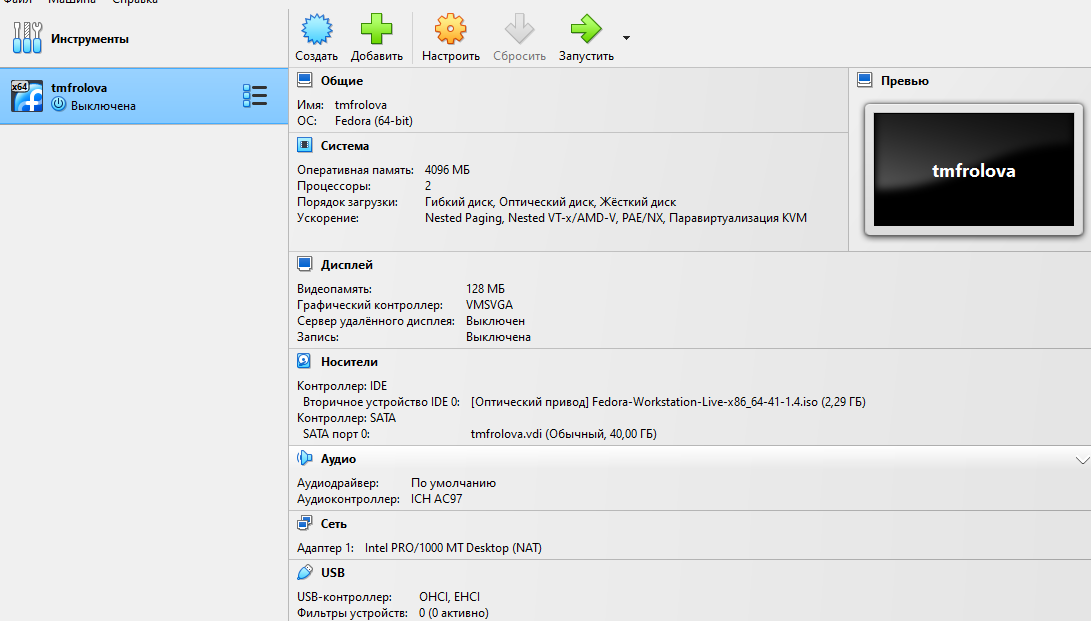 Файл Машина Справка
Инструменты
Создать Добавить Настроить Сбросить Запустить
x64
tmfrolova
Выключена
Общие
Имя: tmfrolova
ОС: Fedora (64-bit)
Превью
tmfrolova
Система
Оперативная память: 4096 МБ
Процессоры: 2
Порядок загрузки: Гибкий диск, Оптический диск, Жёсткий диск
Ускорение: Nested Paging, Nested VT-x/AMD-V, PAE/NX, Паравиртуализация KVM
Дисплей
Видеопамять: 128 МБ
Графический контроллер: VMSVGA
Сервер удалённого дисплея: Выключен
Запись: Выключена
Носители
Контроллер: IDE
Вторичное устройство IDE 0: [Оптический привод] Fedora-Workstation-Live-x86_64-41-1.4.iso (2,29 ГБ)
Контроллер: SATA
SATA порт 0: tmfrolova.vdi (Обычный, 40,00 ГБ)
Аудио
Аудиодрайвер: По умолчанию
Аудиоконтроллер: ICH AC97
Сеть
Адаптер 1: Intel PRO/1000 MT Desktop (NAT)
USB
USB-контроллер: OHCI, EHCI
Фильтры устройств: 0 (0 активно)